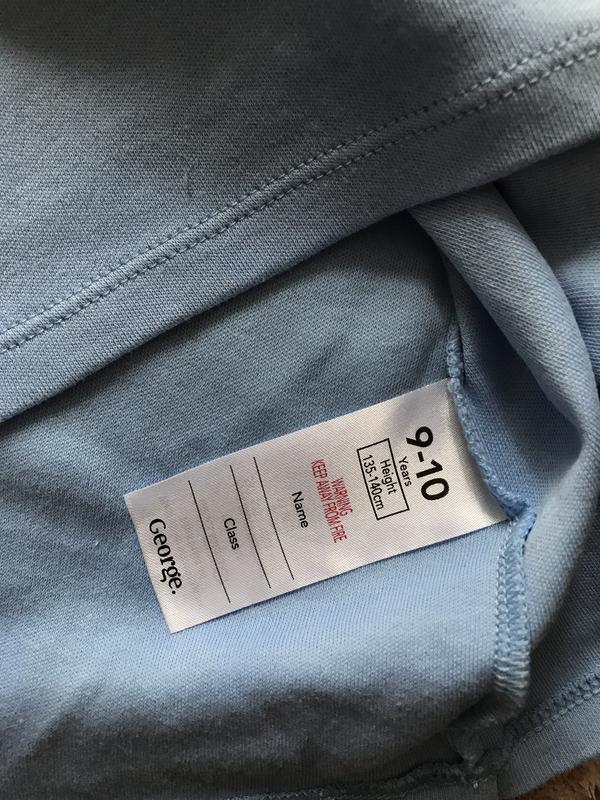 9-10
Years
Height
135-140cm
WARNING
KEEP AWAY FROM FIRE
Name
Class
George.